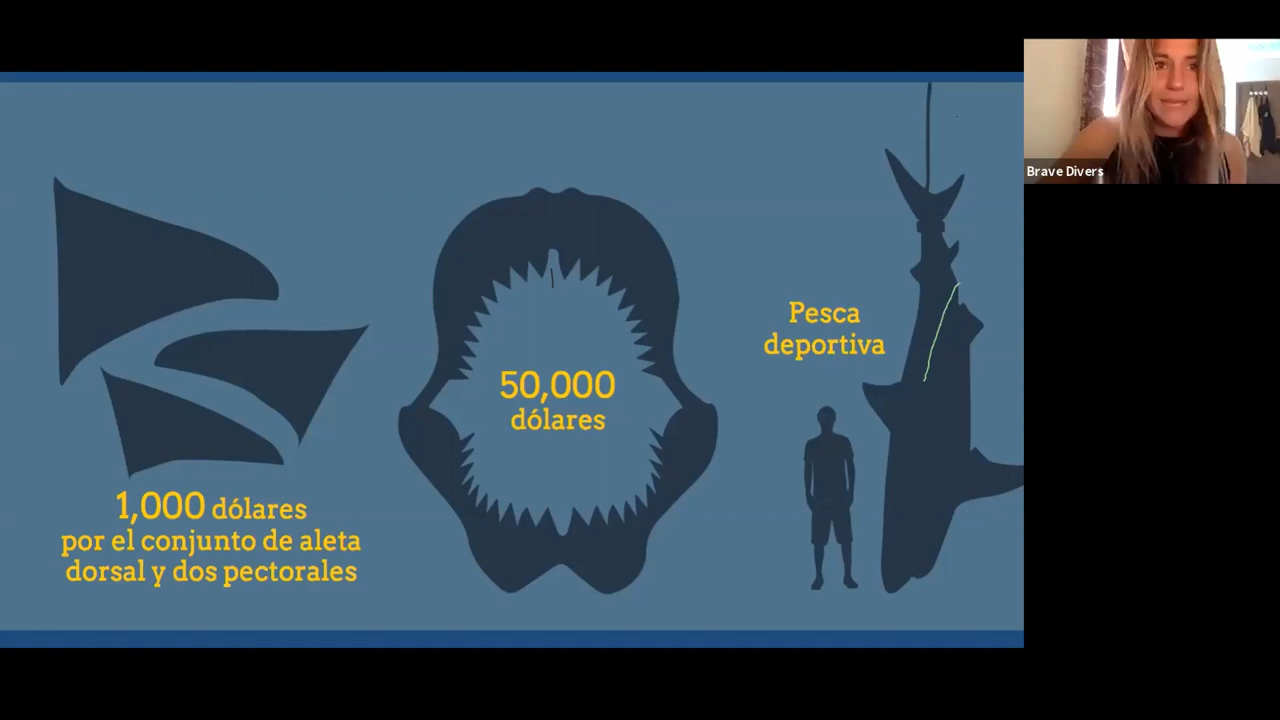 1,000 dólares
por el conjunto de aleta
dorsal y dos pectorales
50,000
dólares
Pesca
deportiva
Brave Divers